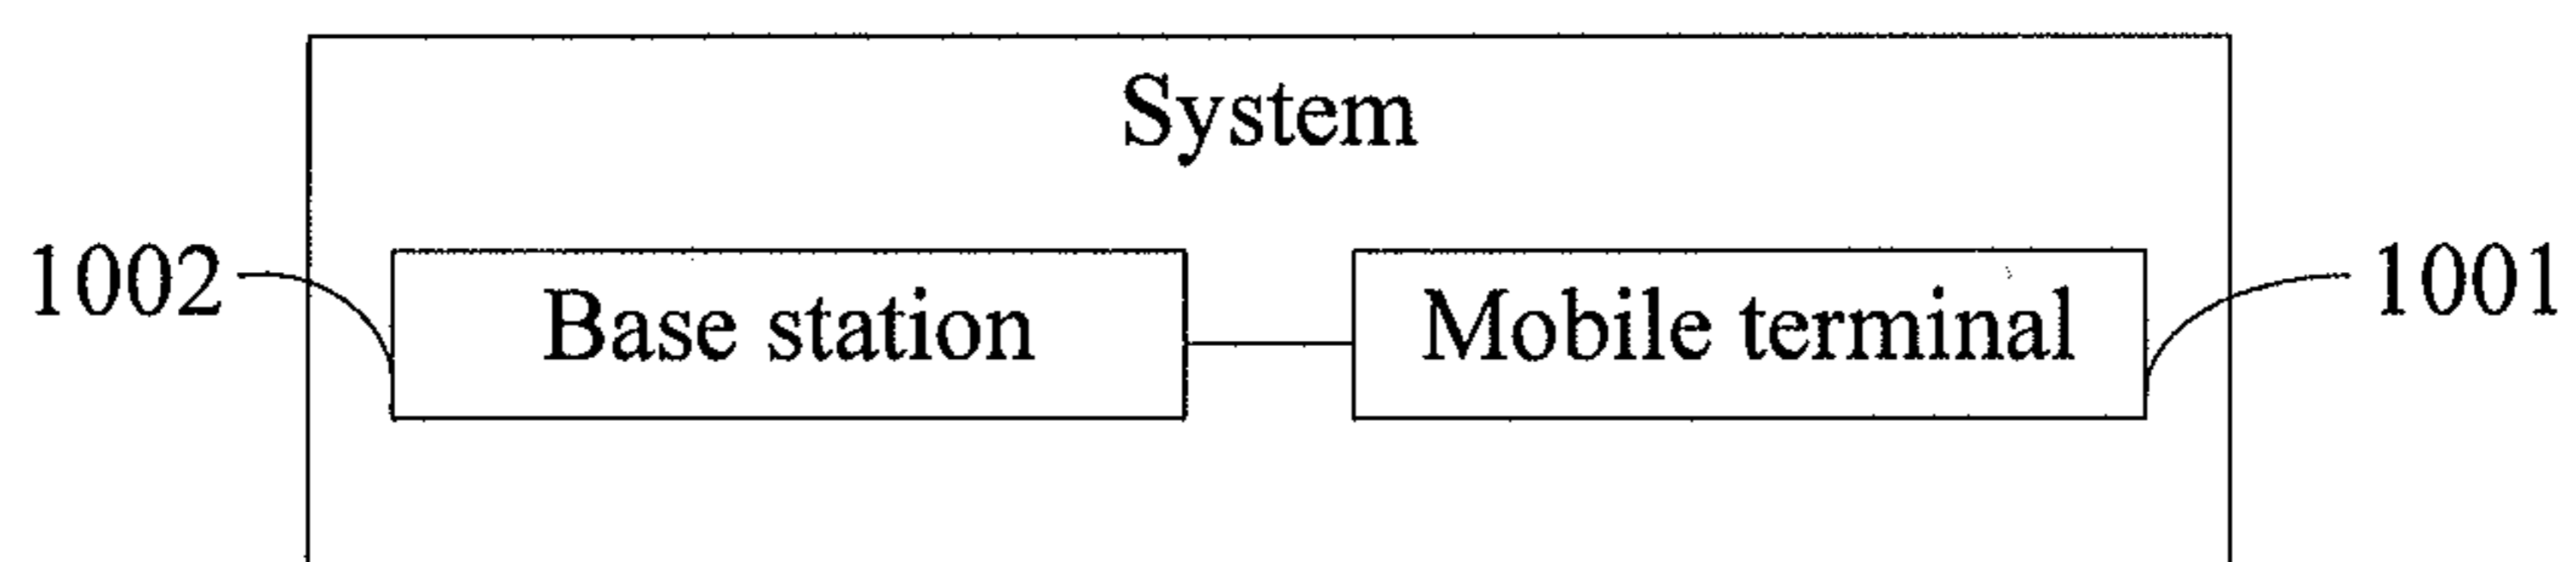 System
1002 Base station Mobile terminal 1001